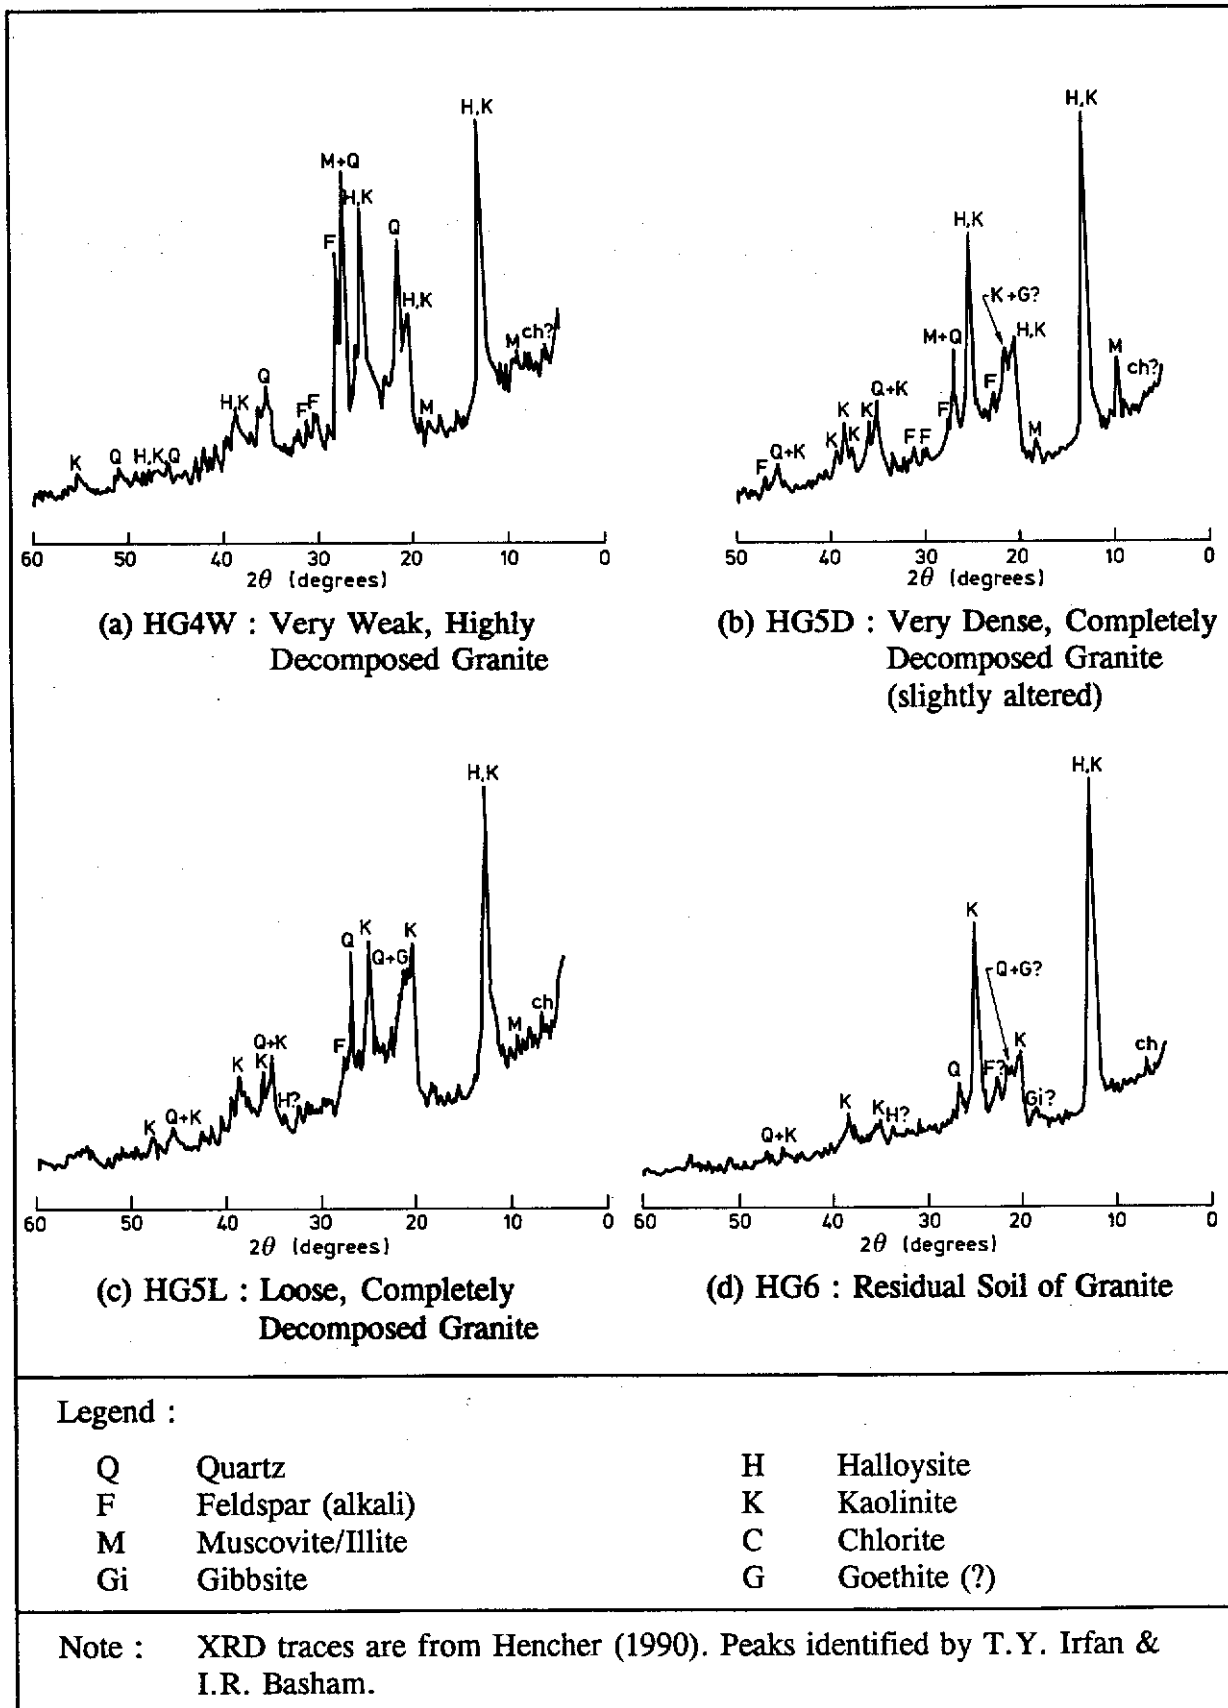 H,K
M+Q
H,K
F
Q
H,K
M ch?
Q
H,K
F F
M
K Q H,K Q
60 50 40 30 20 10 0
2θ (degrees)
(a) HG4W : Very Weak, Highly
Decomposed Granite
H,K
H,K
K+G?
M+Q H,K
M
ch?
Q+K
F
K K
F
K K
F F
M
Q+K
F
50 40 30 20 10 0
2θ (degrees)
(b) HG5D : Very Dense, Completely
Decomposed Granite
(slightly altered)
H,K
Q K K
Q+G
ch
M
Q+K
F
K K
H?
K Q+K
60 50 40 30 20 10 0
2θ (degrees)
(c) HG5L : Loose, Completely
Decomposed Granite
H,K
K
Q+G?
K
ch
Q F?
Gi?
K K H?
Q+K
60 50 40 30 20 10 0
2θ (degrees)
(d) HG6 : Residual Soil of Granite
Legend :
Q Quartz H Halloysite
F Feldspar (alkali) K Kaolinite
M Muscovite/Illite C Chlorite
Gi Gibbsite G Goethite (?)
Note : XRD traces are from Hencher (1990). Peaks identified by T.Y. Irfan &
I.R. Basham.